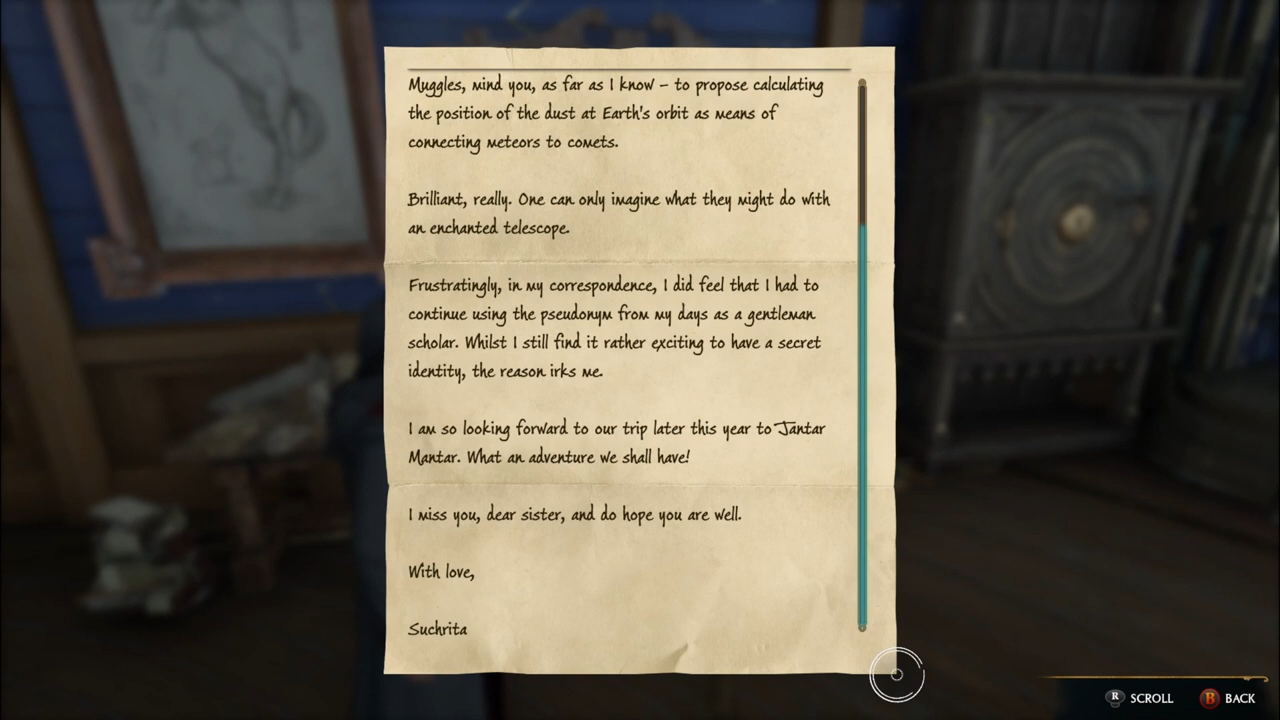 Muggles, mind you, as far as I know – to propose calculating
the position of the dust at Earth's orbit as means of
connecting meteors to comets.
Brilliant, really. One can only imagine what they might do with
an enchanted telescope.
Frustratingly, in my correspondence, I did feel that I had to
continue using the pseudonym from my days as a gentleman
scholar. Whilst I still find it rather exciting to have a secret
identity, the reason irks me.
I am so looking forward to our trip later this year to Jantar
Mantar. What an adventure we shall have!
I miss you, dear sister, and do hope you are well.
With love,
Suchrita
R SCROLL B BACK